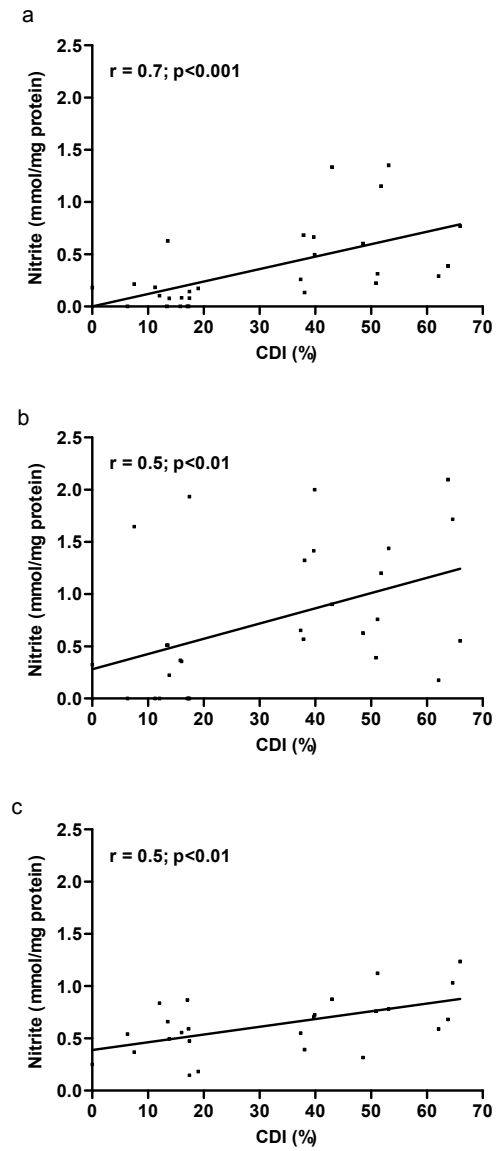 a
2.5
r = 0.7; p<0.001
2.0
1.5
1.0
0.5
0.0
Nitrite (mmol/mg protein)
0 10 20 30 40 50 60 70
CDI (%)
b
2.5
r = 0.5; p<0.01
2.0
1.5
1.0
0.5
0.0
Nitrite (mmol/mg protein)
0 10 20 30 40 50 60 70
CDI (%)
c
2.5
r = 0.5; p<0.01
2.0
1.5
1.0
0.5
0.0
Nitrite (mmol/mg protein)
0 10 20 30 40 50 60 70
CDI (%)